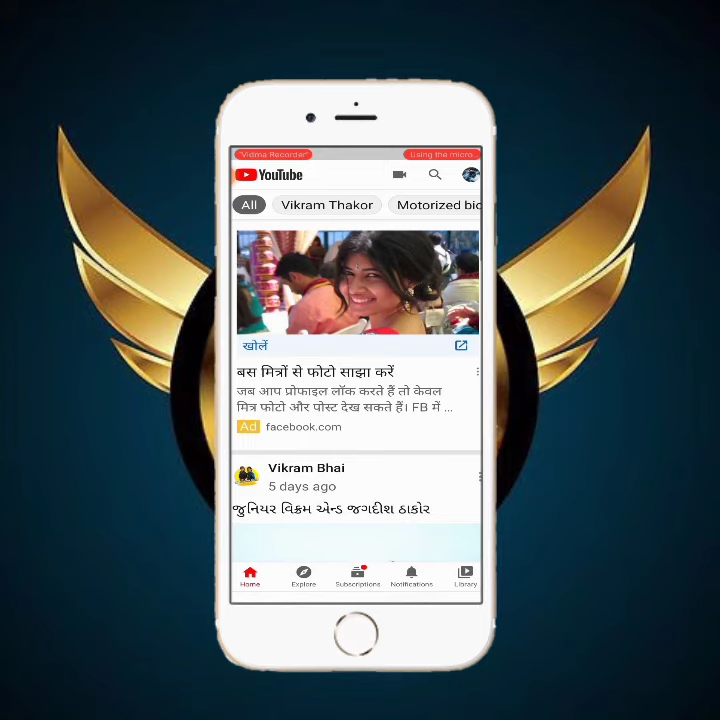 "Vidma Recorder"
Using the micro..
YouTube
All
Vikram Thakor
Motorized bic
खोलें
बस मित्रों से फोटो साझा करें
जब आप प्रोफाइल लॉक करते हैं तो केवल
मित्र फोटो और पोस्ट देख सकते हैं। FB में ...
Ad facebook.com
Vikram Bhai
5 days ago
જુનિયર વિક્રમ એન્ડ જગદીશ ઠાકોર
Home
Explore
Subscriptions
Notifications
Library